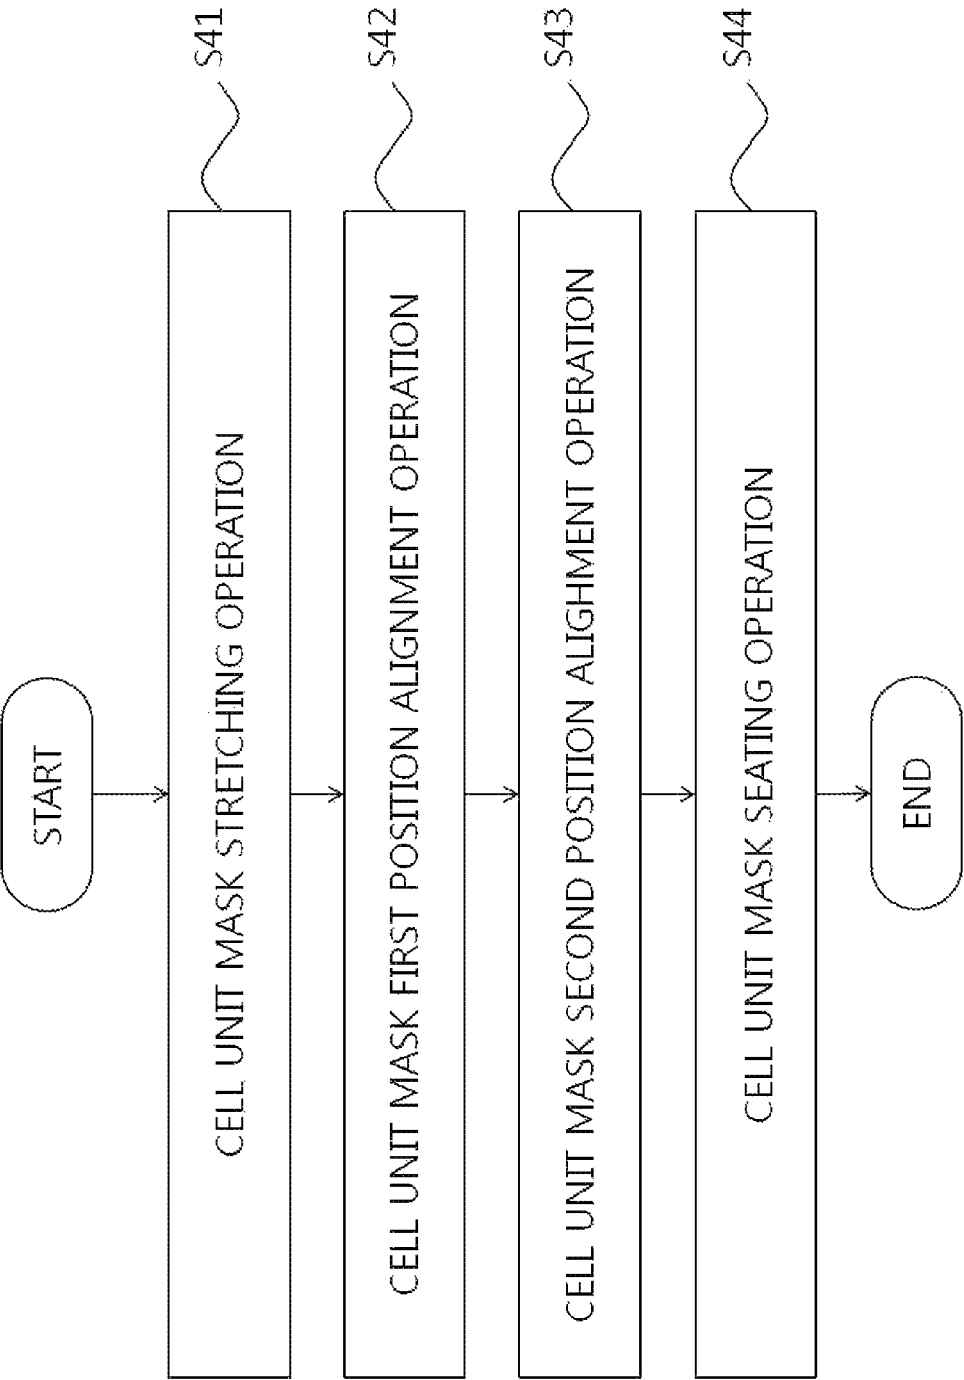 START
CELL UNIT MASK STRETCHING OPERATION
S41
CELL UNIT MASK FIRST POSITION ALIGNMENT OPERATION
S42
CELL UNIT MASK SECOND POSITION ALIGHMENT OPERATION
S43
CELL UNIT MASK SEATING OPERATION
S44
END